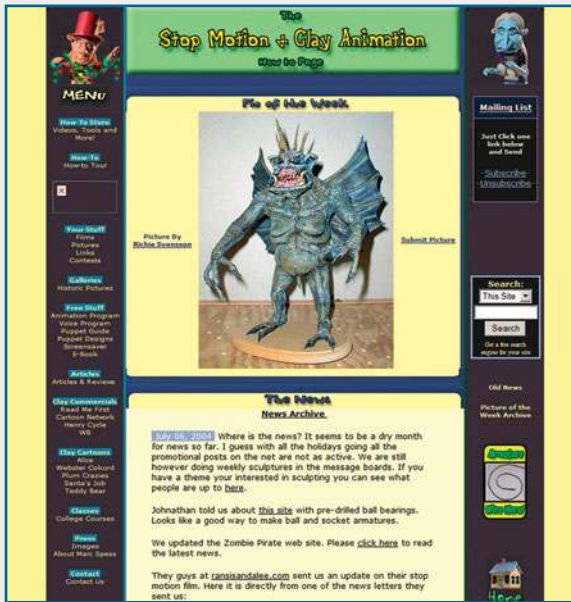 The
Stop Motion + Clay Animation
How to Page
MENU
How-To Store
Videos, Tools and
More!
How-To
How-to Tour
Your Stuff
Films
Pictures
Links
Contests
Galleries
Historic Pictures
Free Stuff
Animation Program
Voice Program
Puppet Guide
Puppet Designs
Screensaver
E-Book
Articles
Articles & Reviews
Clay Commercials
Read Me First
Cartoon Network
Henry Cycle
WB
Clay Cartoons
Alice
Webster Colcord
Plum Crazies
Santa's Job
Teddy Bear
Classes
College Courses
Press
Images
About Marc Spess
Contact
Contact Us
Pic of the Week
Picture By
Richie Svensson
Submit Picture
The News
News Archive
July 06, 2004 Where is the news? It seems to be a dry month
for news so far. I guess with all the holidays going all the
promotional posts on the net are not as active. We are still
however doing weekly sculptures in the message boards. If you
have a theme your interested in sculpting you can see what
people are up to here.
Johnathan told us about this site with pre-drilled ball bearings.
Looks like a good way to make ball and socket armatures.
We updated the Zombie Pirate web site. Please click here to read
the latest news.
They guys at ransisandalee.com sent us an update on their stop
motion film. Here it is directly from one of the news letters they
sent us:
Mailing List
Just Click one
link below
and Send
Subscribe
Unsubscribe
Search:
This Site
Search
Get a free search
engine for your site
Old News
Picture of the
Week Archive
Armature
Wire Here!
Home